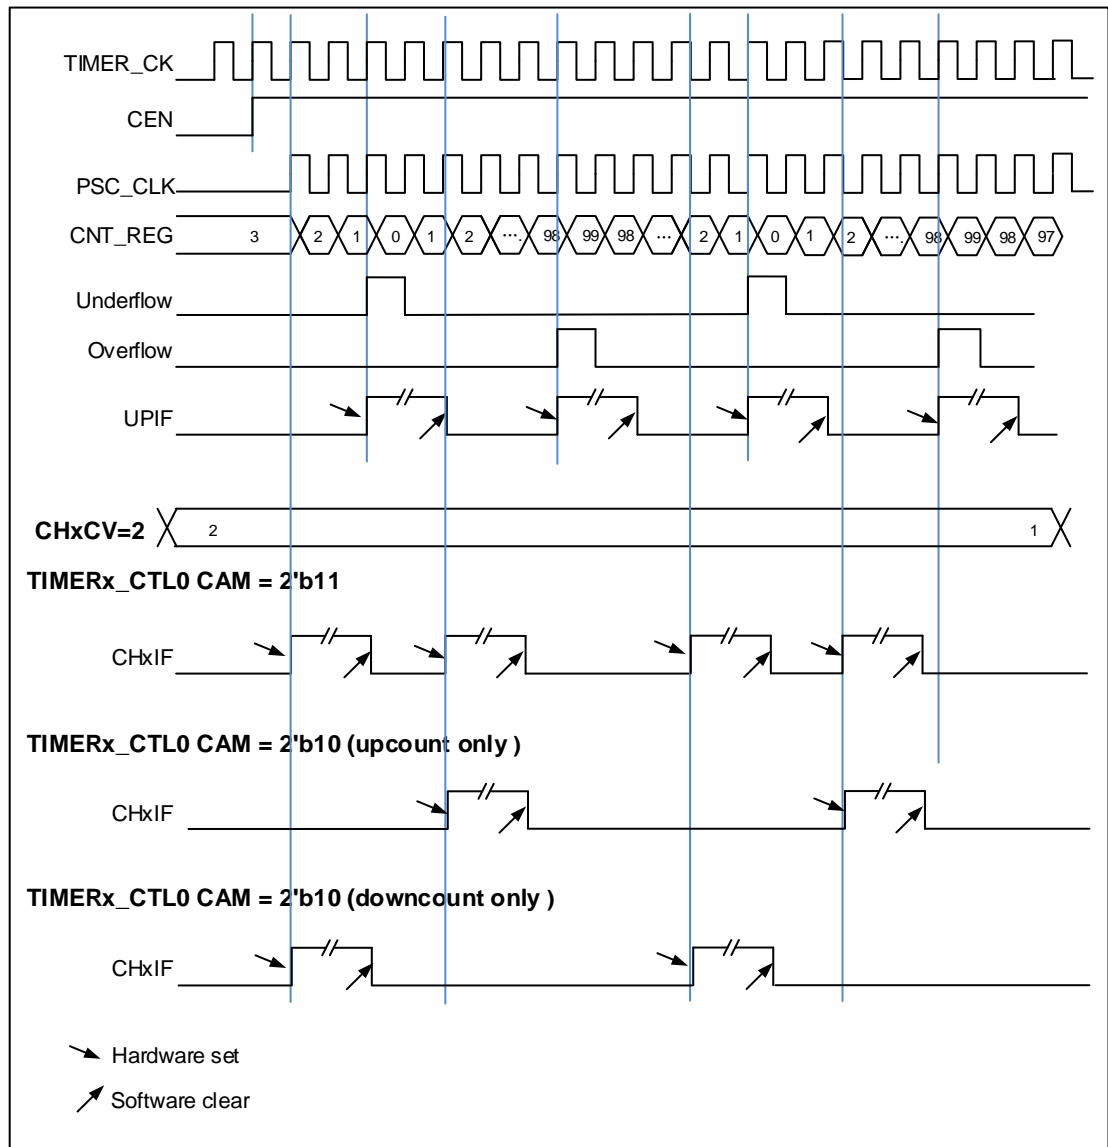 TIMER_CK
CEN
PSC_CLK
CNT_REG 3 2 1 0 1 2 .... 98 99 98 ... 2 1 0 1 2 .... 98 99 98 97
Underflow
Overflow
UPIF
CHxCV=2 2 1
TIMERx_CTL0 CAM = 2'b11
CHxIF
TIMERx_CTL0 CAM = 2'b10 (upcount only )
CHxIF
TIMERx_CTL0 CAM = 2'b10 (downcount only )
CHxIF
Hardware set
Software clear